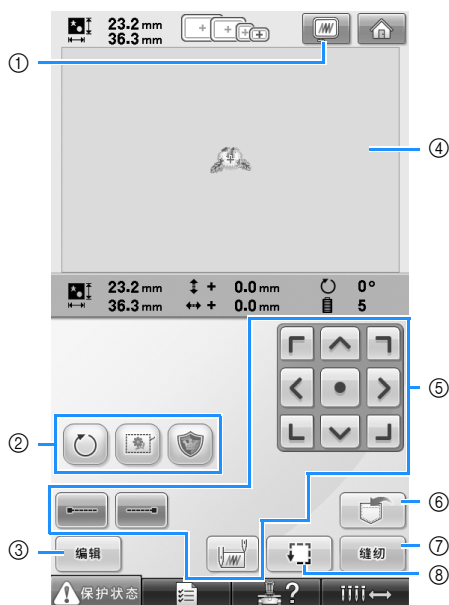 23.2 mm
36.3 mm
①
④
23.2 mm + 0.0 mm 0°
36.3 mm + 0.0 mm 5
⑤
②
⑥
③ 编辑 缝纫 ⑦
⑧
保护状态 ?